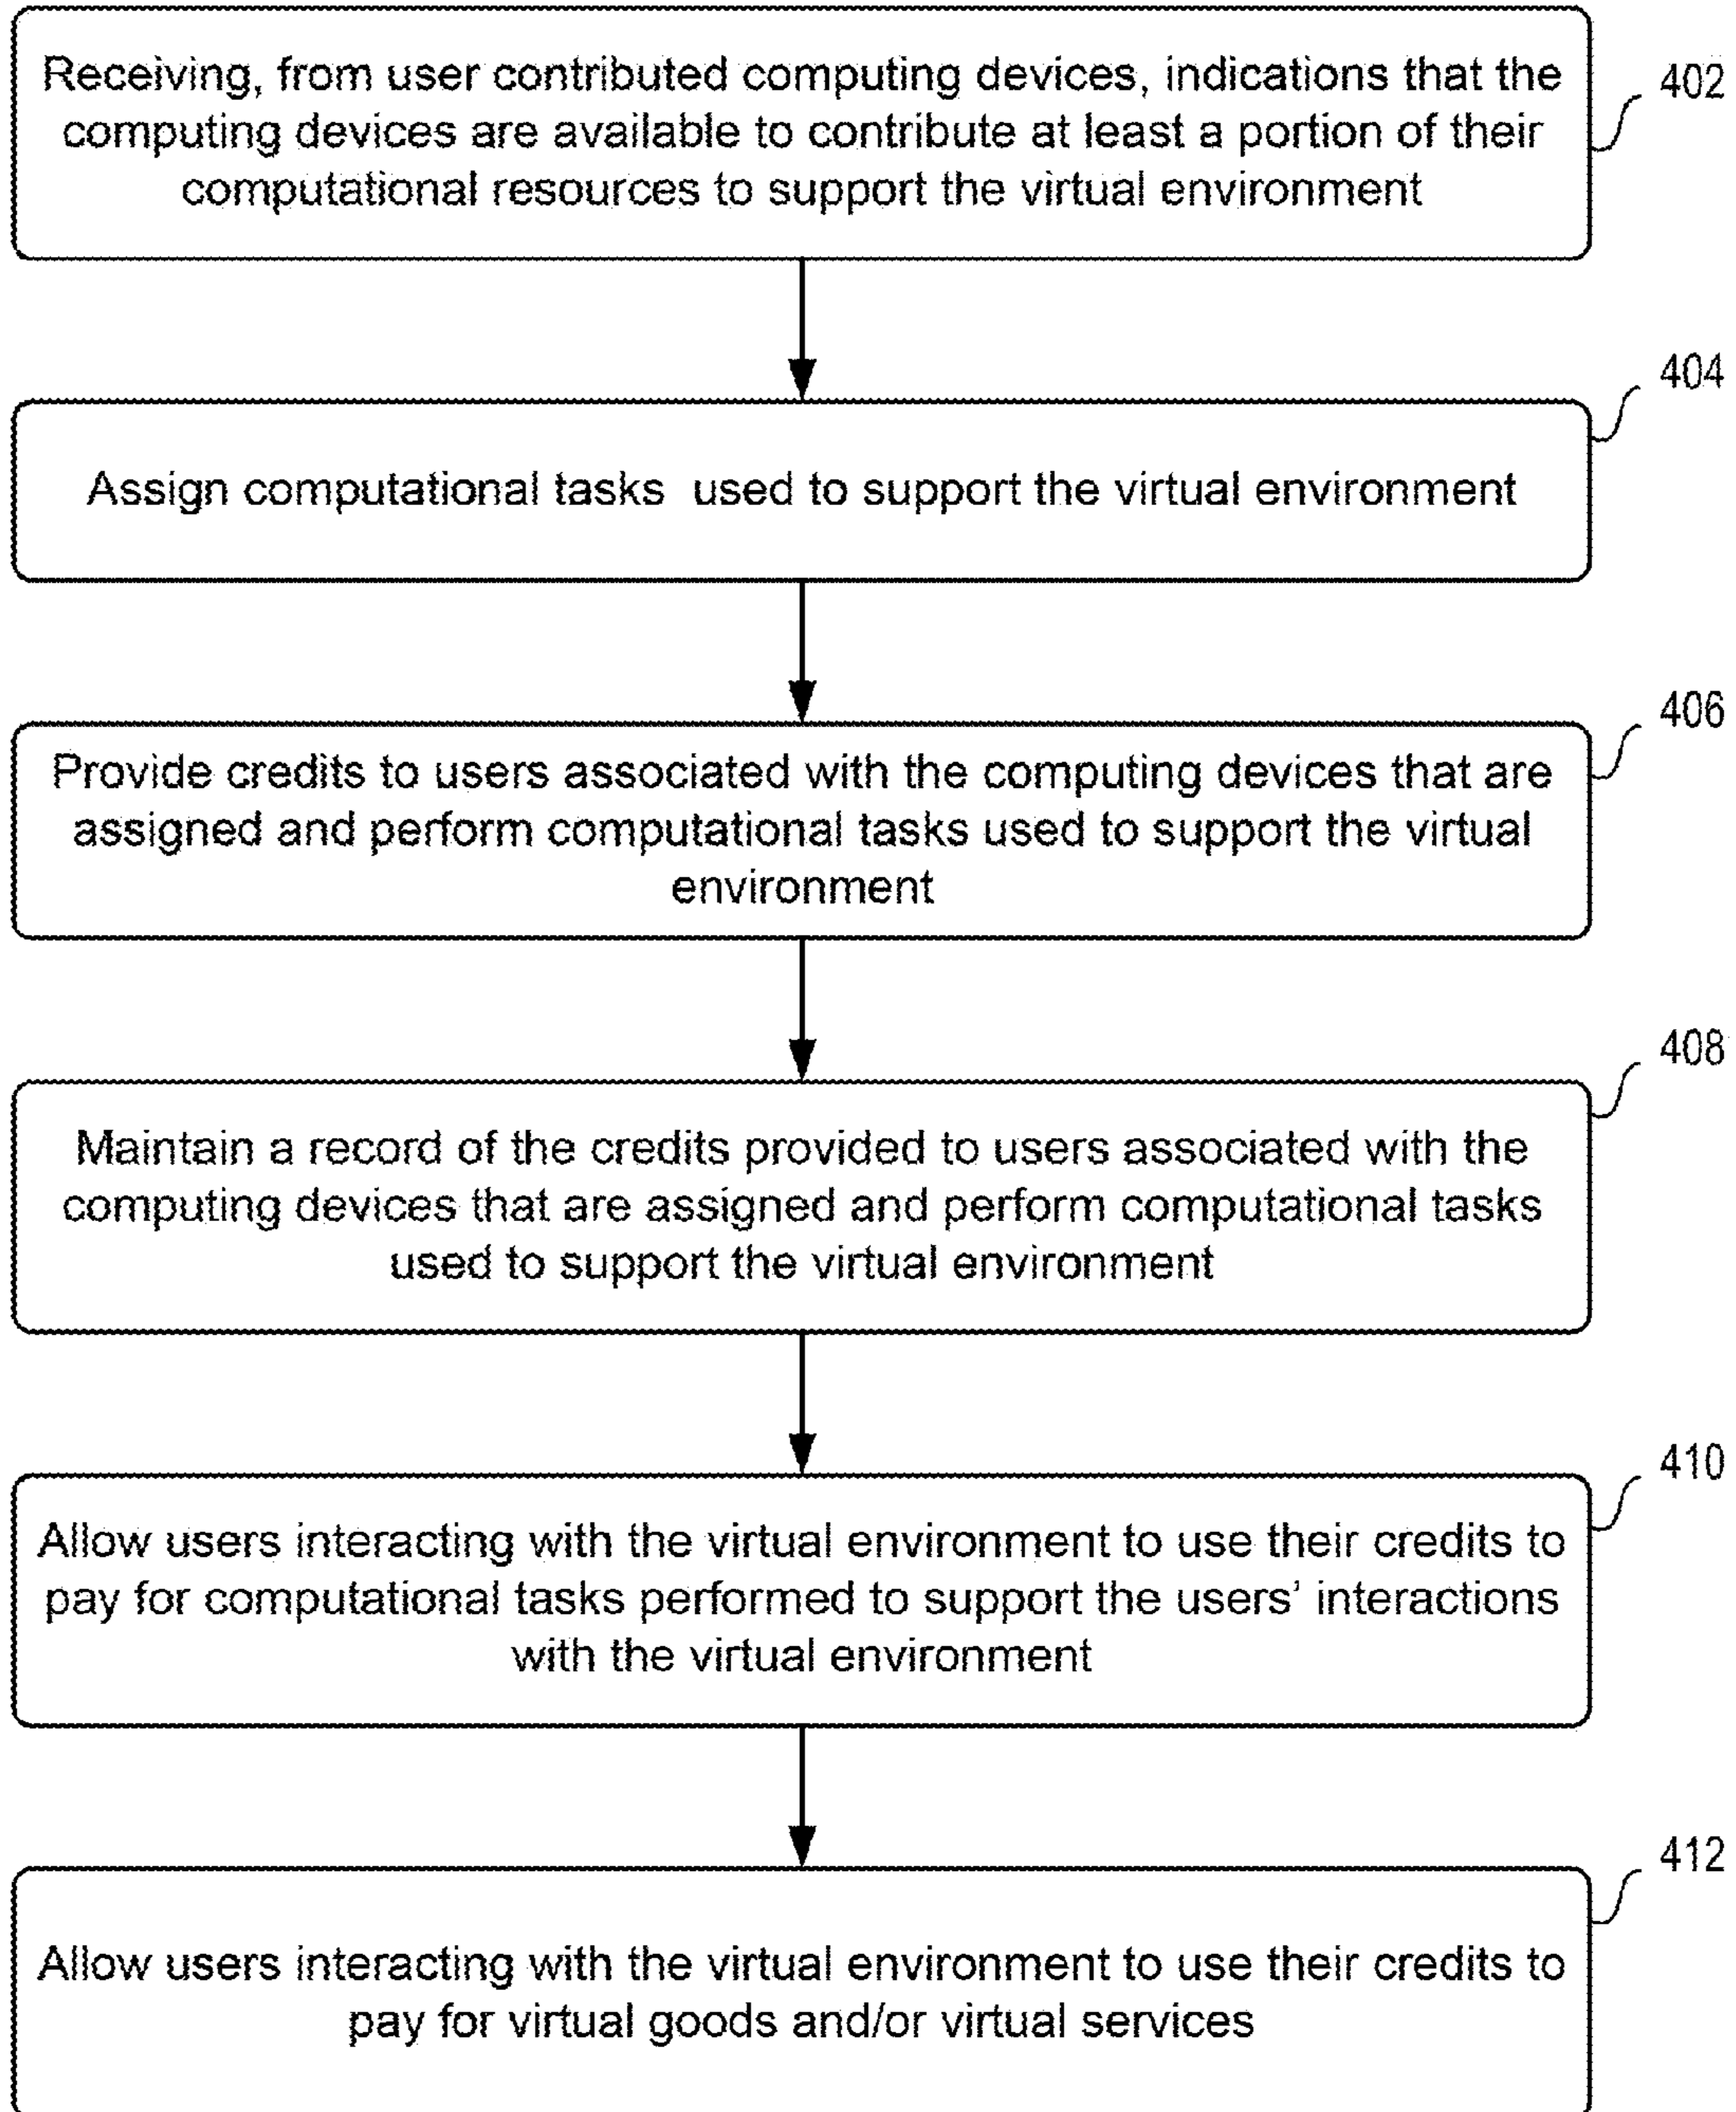 Receiving, from user contributed computing devices, indications that the
computing devices are available to contribute at least a portion of their
computational resources to support the virtual environment
402
404
Assign computational tasks used to support the virtual environment
406
Provide credits to users associated with the computing devices that are
assigned and perform computational tasks used to support the virtual
environment
408
Maintain a record of the credits provided to users associated with the
computing devices that are assigned and perform computational tasks
used to support the virtual environment
410
Allow users interacting with the virtual environment to use their credits to
pay for computational tasks performed to support the users' interactions
with the virtual environment
412
Allow users interacting with the virtual environment to use their credits to
pay for virtual goods and/or virtual services